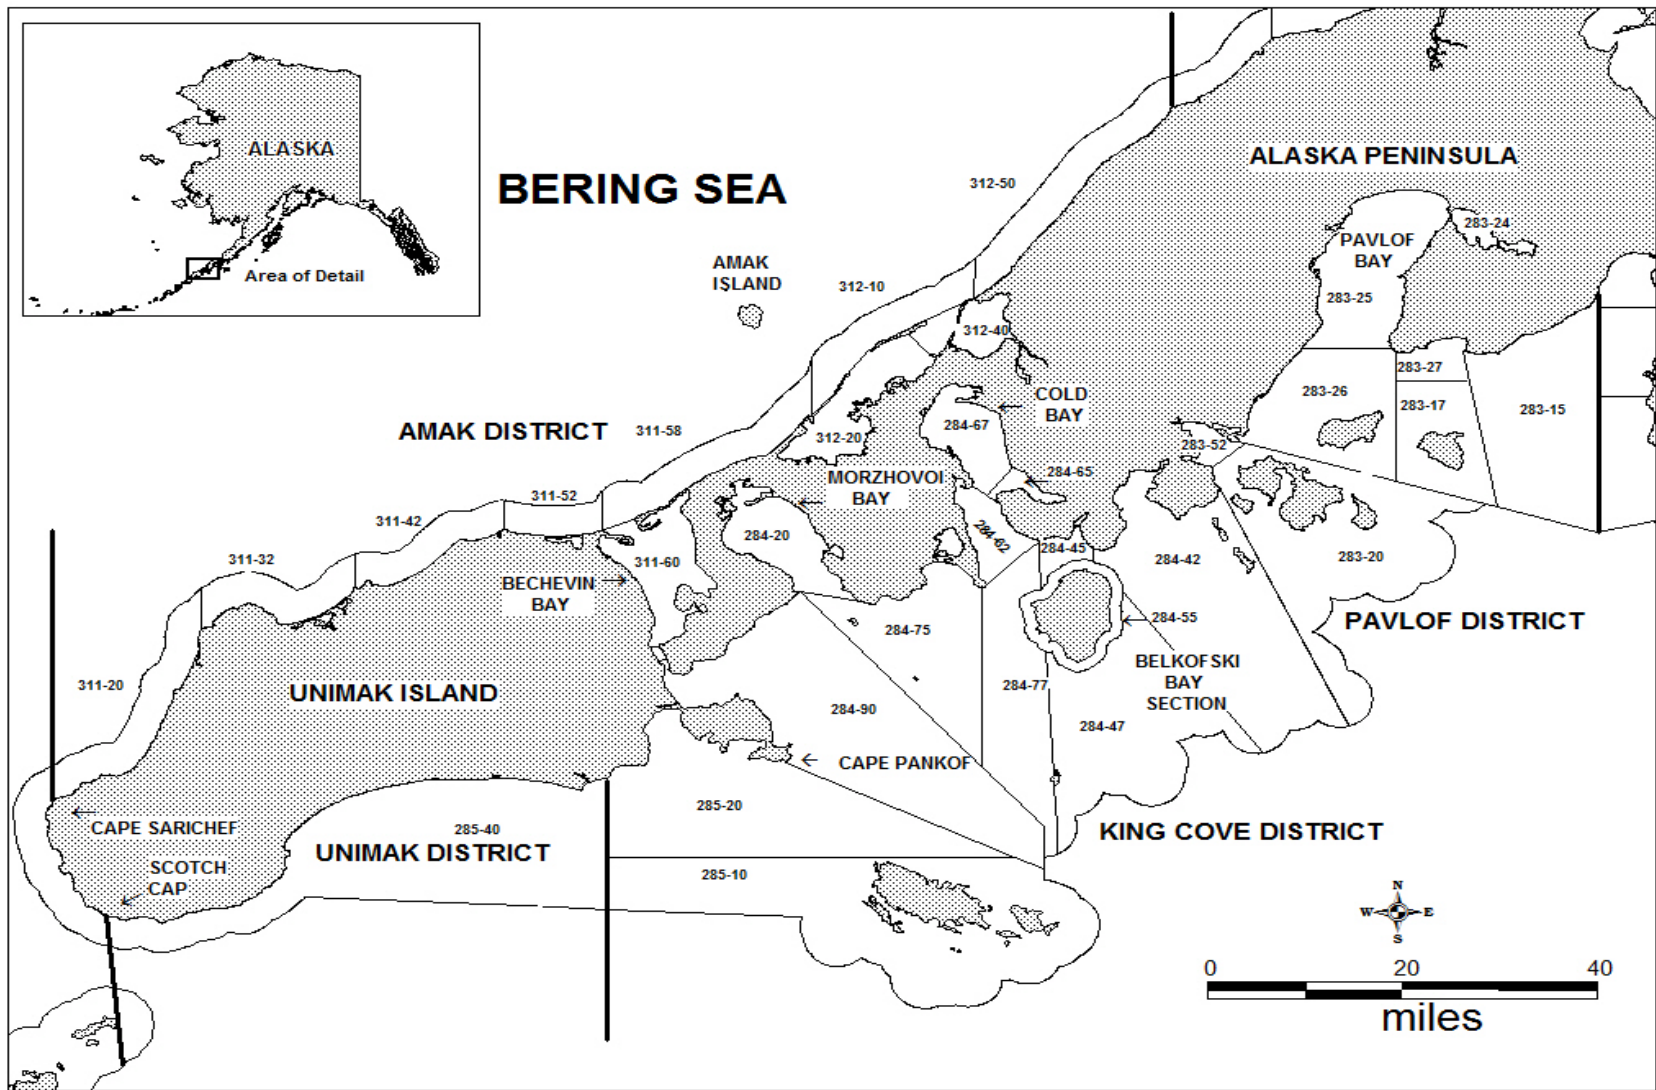 ALASKA
Area of Detail
BERING SEA
312-50
ALASKA PENINSULA
AMAK
ISLAND
312-10
PAVLOF
BAY
283-24
283-25
312-40
COLD
BAY
283-27
283-26
283-17
283-15
AMAK DISTRICT
311-58
312-20
284-67
283-52
MORZHOVOI
BAY
284-65
311-52
311-42
284-20
284-62
284-45
284-42
283-20
311-32
311-60
BECHEVIN
BAY
284-55
PAVLOF DISTRICT
284-75
BELKOFSKI
BAY
SECTION
311-20
UNIMAK ISLAND
284-77
284-90
284-47
CAPE PANKOF
285-20
CAPE SARICHEF
285-40
UNIMAK DISTRICT
KING COVE DISTRICT
SCOTCH
CAP
285-10
N
W E
S
0 20 40
miles